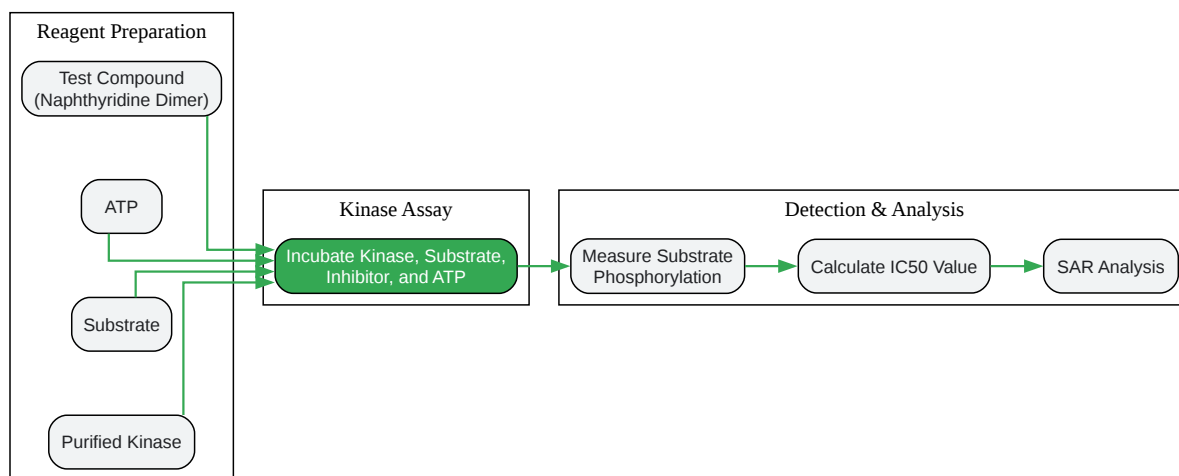 Reagent Preparation
Test Compound
(Naphthyridine Dimer)
ATP
Substrate
Purified Kinase
Kinase Assay
Incubate Kinase, Substrate,
Inhibitor, and ATP
Detection & Analysis
Measure Substrate
Phosphorylation
Calculate IC50 Value
SAR Analysis